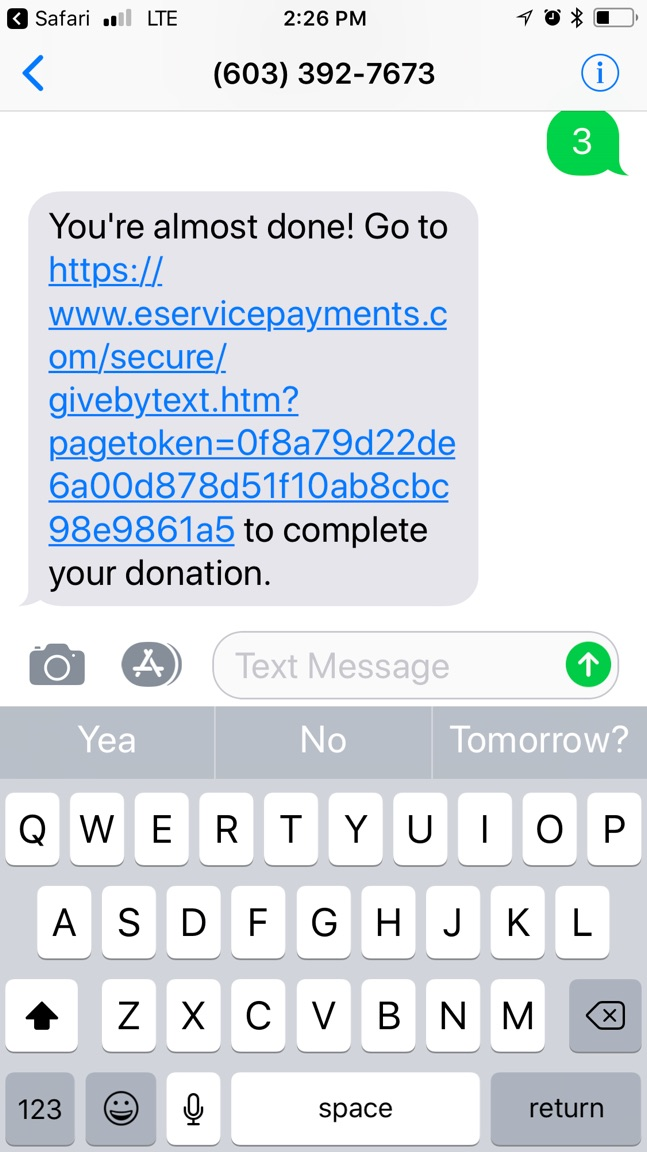 Safari LTE 2:26 PM
(603) 392-7673
3
You're almost done! Go to
https://
www.eservicepayments.c
om/secure/
givebytext.htm?
pagetoken=0f8a79d22de
6a00d878d51f10ab8cbc
98e9861a5 to complete
your donation.
Text Message
Yea No Tomorrow?
Q W E R T Y U I O P
A S D F G H J K L
Z X C V B N M
123 space return